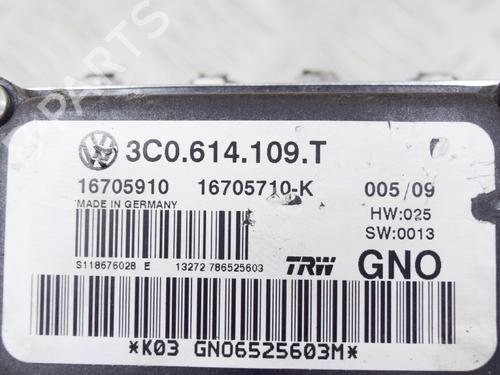 PARTS
3C0.614.109.T
16705910 16705710-K 005/09
MADE IN GERMANY HW:025
SW:0013
S118676028 E 13272 786525603 TRW GNO
*K03 GNO6525603M*